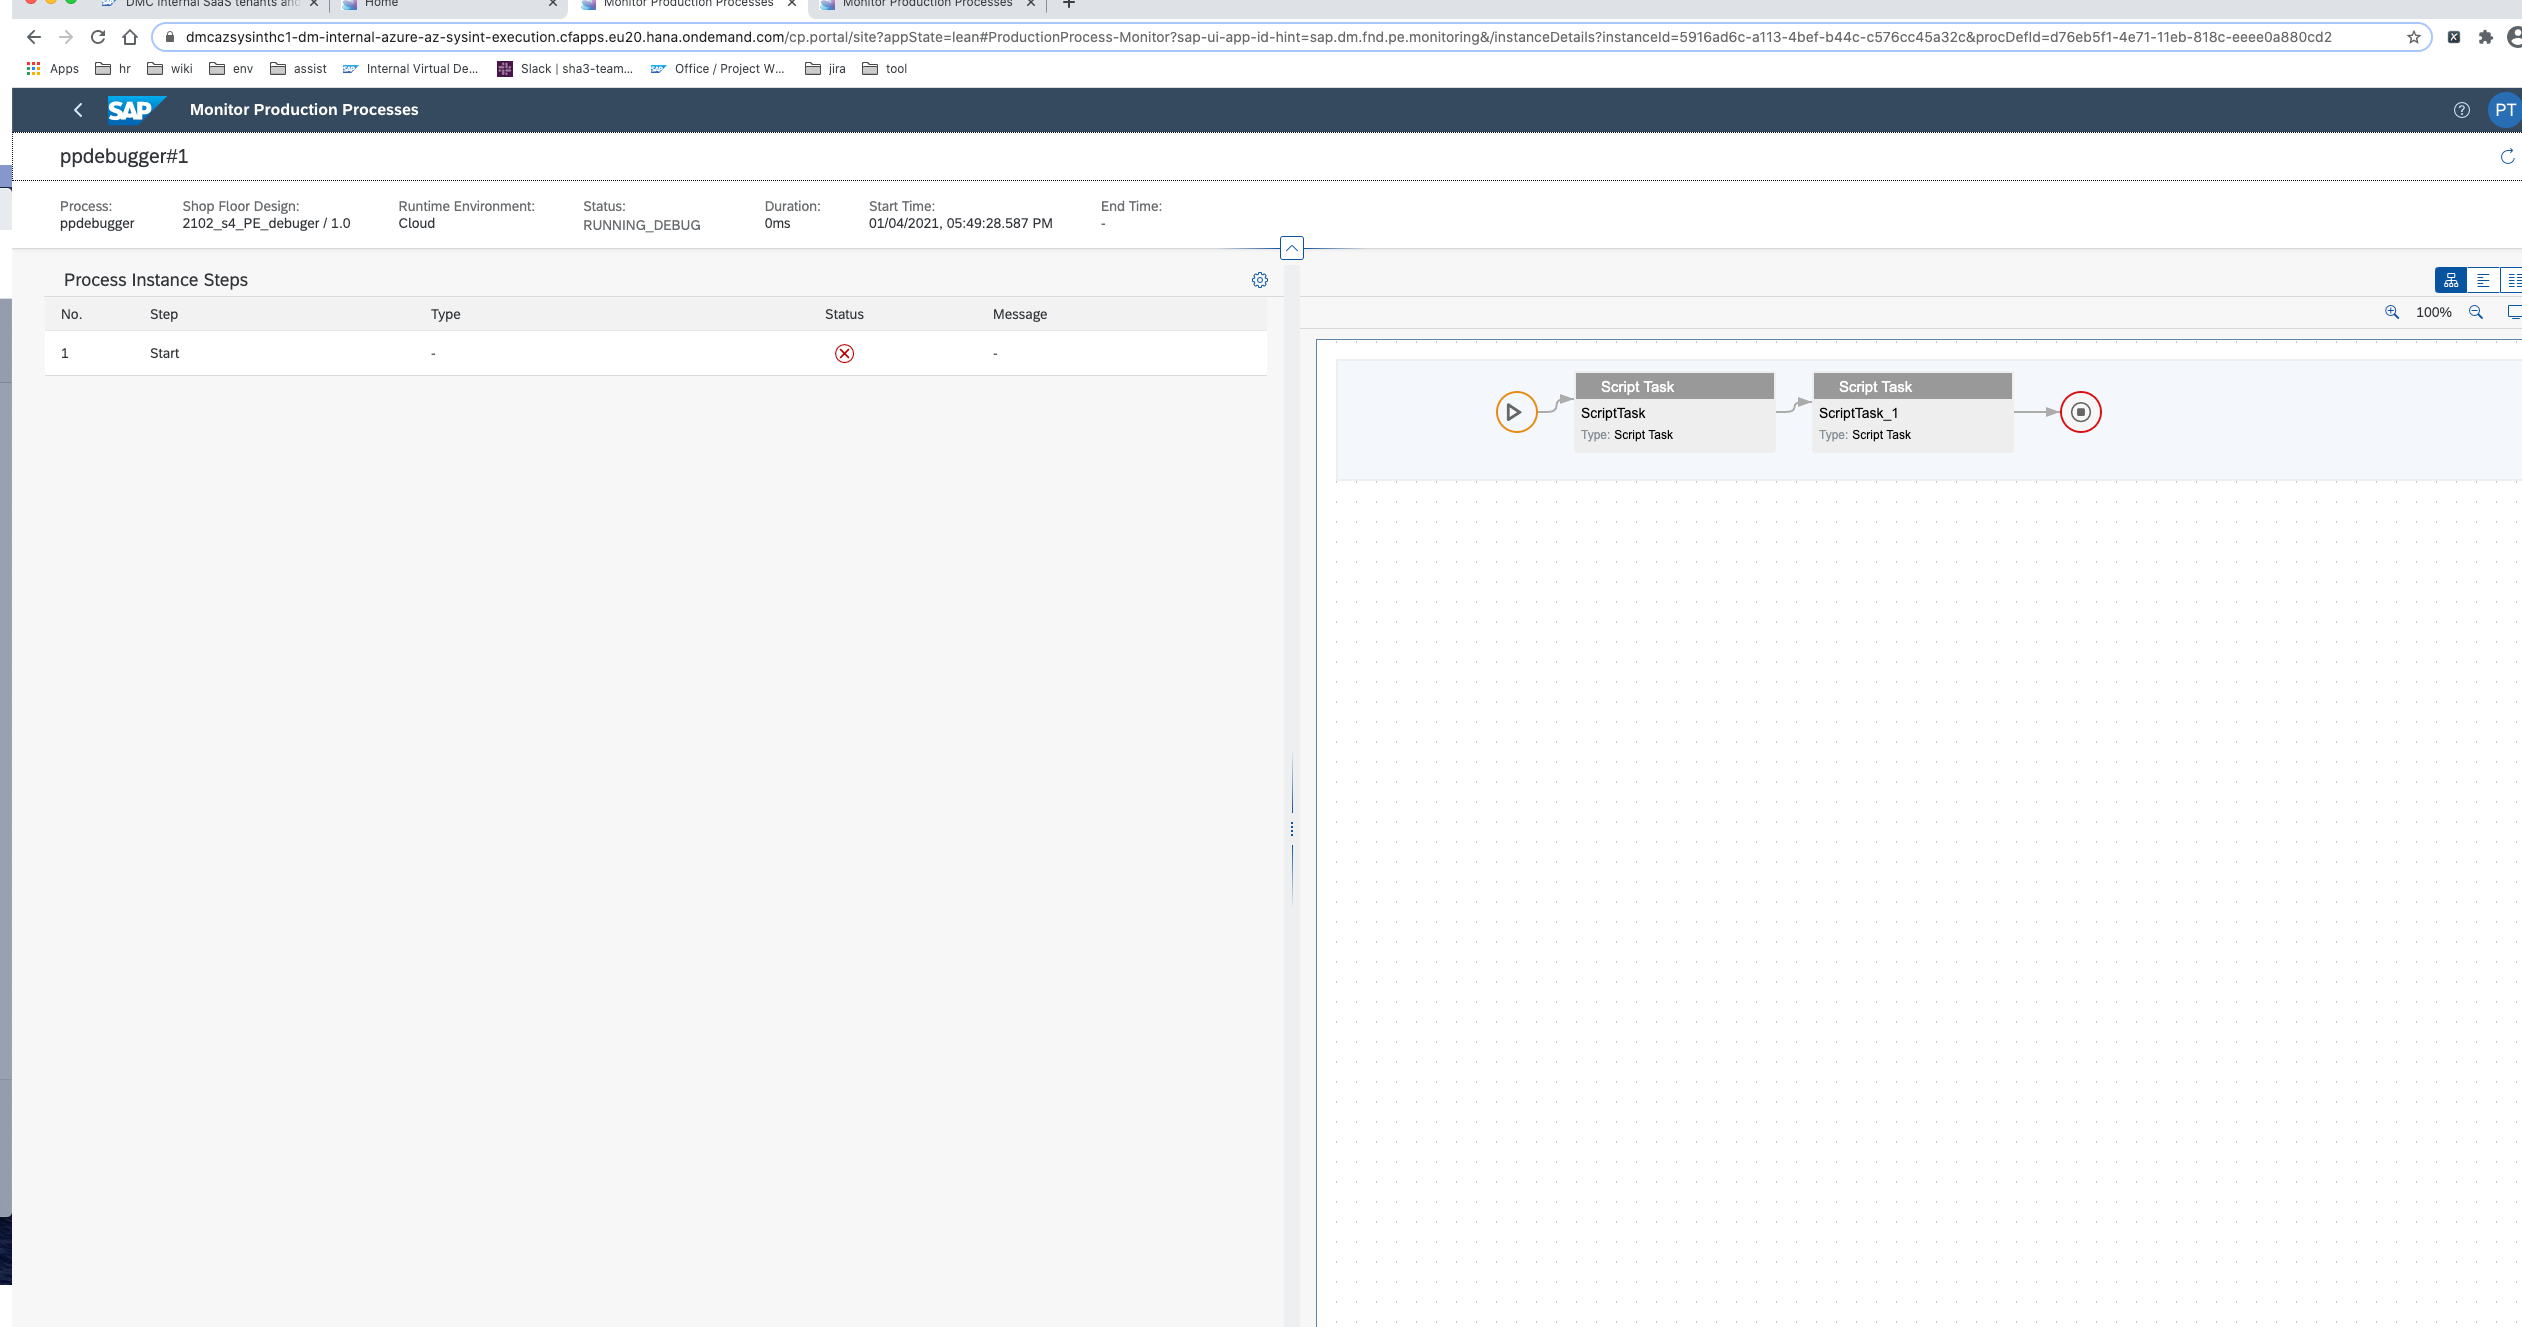 DMC Internal SaaS tenants and
Home
Monitor Production Processes
Monitor Production Processes
dmcazsysinthc1-dm-internal-azure-az-sysint-execution.cfapps.eu20.hana.ondemand.com/cp.portal/site?appState=lean#ProductionProcess-Monitor?sap-ui-app-id-hint=sap.dm.fnd.pe.monitoring&/instanceDetails?instanceId=5916ad6c-a113-4bef-b44c-c576cc45a32c&procDefId=d76eb5f1-4e71-11eb-818c-eeee0a880cd2
Apps hr wiki env assist Internal Virtual De... Slack | sha3-team... Office / Project W... jira tool
SAP Monitor Production Processes PT
ppdebugger#1
Process: Shop Floor Design: Runtime Environment: Status: Duration: Start Time: End Time:
ppdebugger 2102_s4_PE_debuger / 1.0 Cloud RUNNING_DEBUG 0ms 01/04/2021, 05:49:28.587 PM -
Process Instance Steps
No. Step Type Status Message
1 Start - -
100%
Script Task
ScriptTask
Type: Script Task
Script Task
ScriptTask_1
Type: Script Task